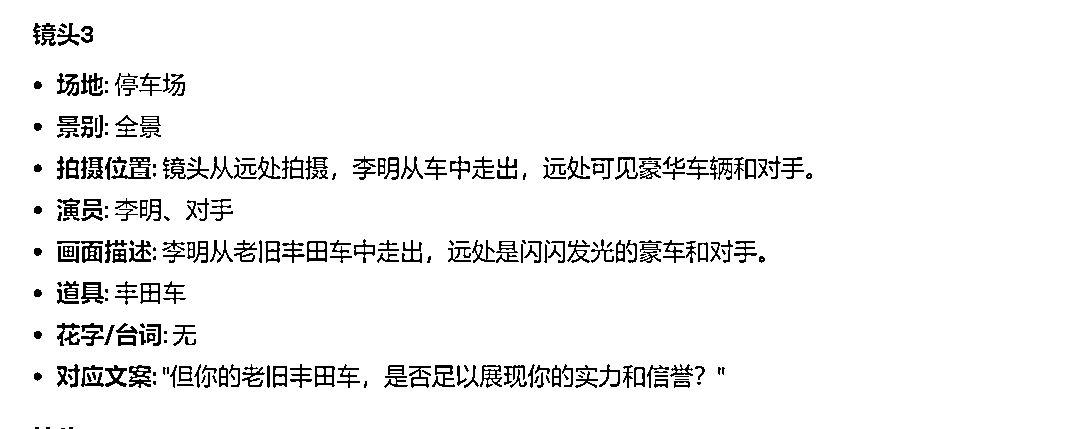 镜头3
• 场地: 停车场
• 景别: 全景
• 拍摄位置: 镜头从远处拍摄，李明从车中走出，远处可见豪华车辆和对手。
• 演员: 李明、对手
• 画面描述: 李明从老旧丰田车中走出，远处是闪闪发光的豪车和对手。
• 道具: 丰田车
• 花字/台词: 无
• 对应文案: "但你的老旧丰田车，是否足以展现你的实力和信誉？"